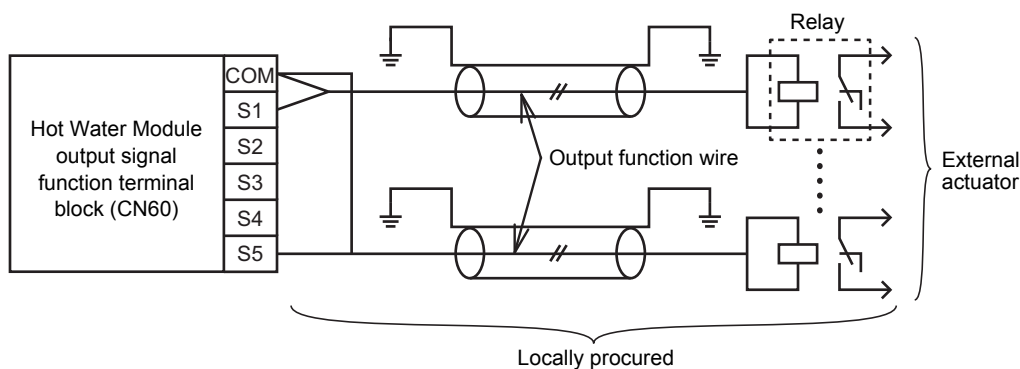 Relay
COM
S1
S2
S3
S4
S5
Hot Water Module
output signal
function terminal
block (CN60)
Output function wire
External
actuator
Locally procured